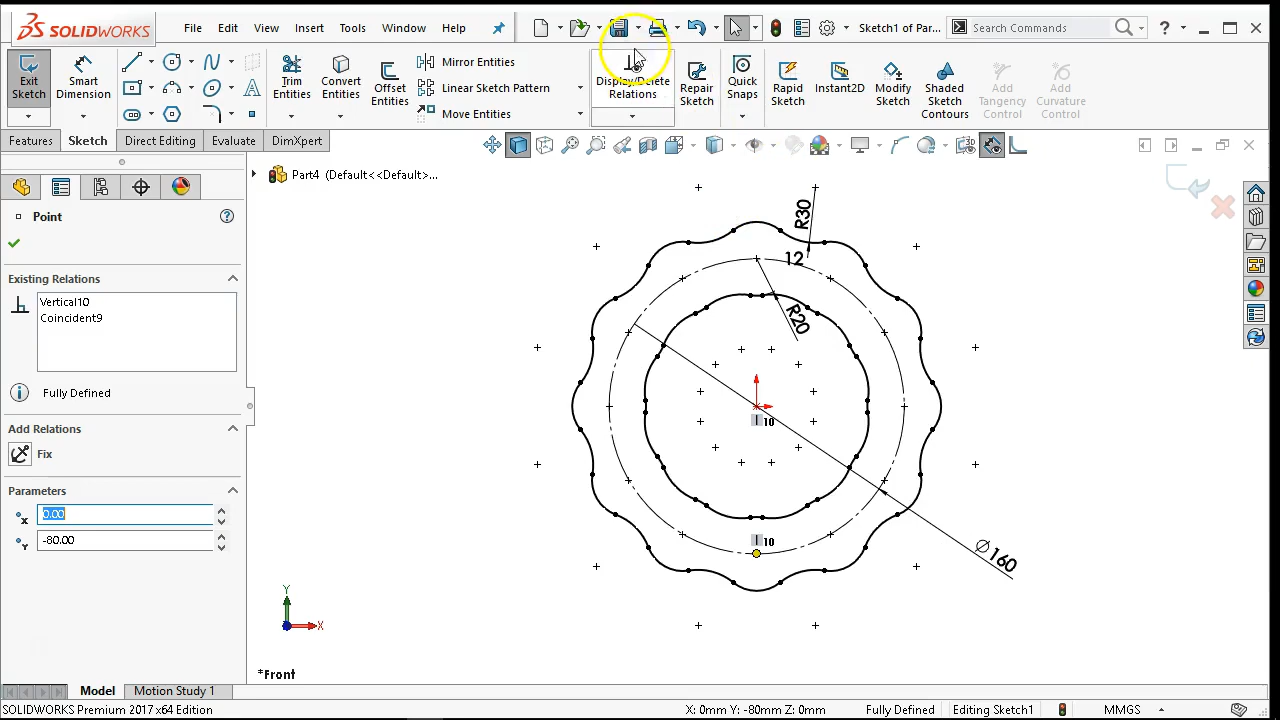 SOLIDWORKS File Edit View Insert Tools Window Help Sketch1 of Par... Search Commands ?
Exit Sketch Smart Dimension Trim Entities Convert Entities Offset Entities Mirror Entities Linear Sketch Pattern Move Entities Display/Delete Relations Repair Sketch Quick Snaps Rapid Sketch Instant2D Modify Sketch Shaded Sketch Contours Add Tangency Control Add Curvature Control
Features Sketch Direct Editing Evaluate DimXpert
Part4 (Default<<Default>...
Point ?
Existing Relations
Vertical10
Coincident9
Fully Defined
Add Relations
Fix
Parameters
X 0.00
Y -80.00
R30
12
R20
10
10
Ø160
Y
X
*Front
Model Motion Study 1
SOLIDWORKS Premium 2017 x64 Edition X: 0mm Y: -80mm Z: 0mm Fully Defined Editing Sketch1 MMGS